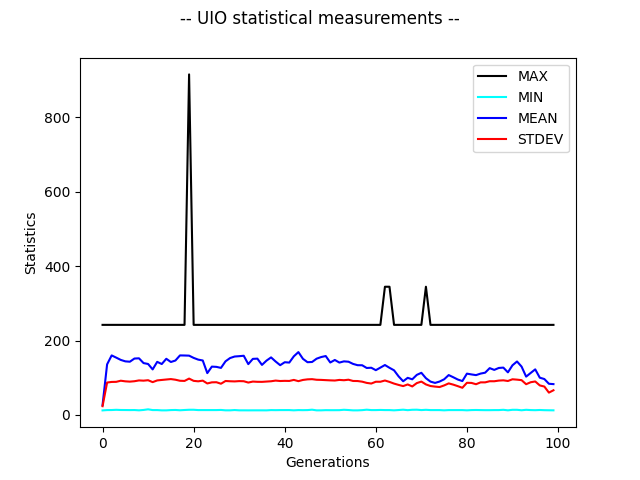 -- UIO statistical measurements --
MAX
MIN
MEAN
STDEV
Statistics
800
600
400
200
0
0 20 40 60 80 100
Generations